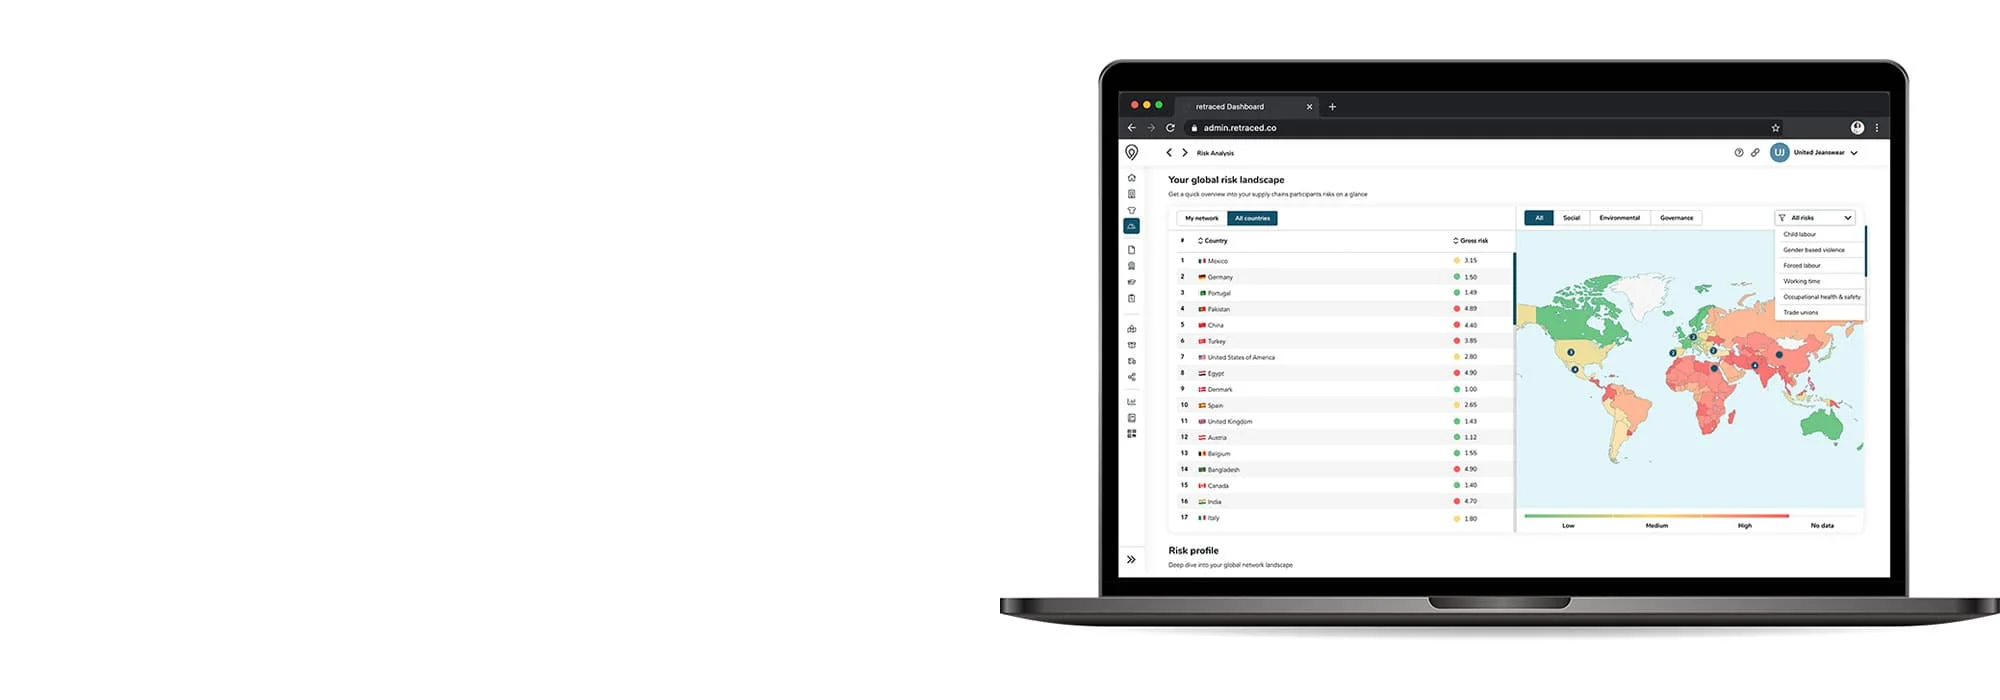 retraced Dashboard
admin.retraced.co
Risk Analysis
UJ United Jeanswear
Your global risk landscape
Get a quick overview into your supply chains participants risks on a glance
My network All countries
All Social Environmental Governance
All risks
Child labour
Gender based violence
Forced labour
Working time
Occupational health & safety
Trade unions
# Country Gross risk
1 Mexico 3.15
2 Germany 1.50
3 Portugal 1.49
4 Pakistan 4.89
5 China 4.40
6 Turkey 3.85
7 United States of America 2.80
8 Egypt 4.90
9 Denmark 1.00
10 Spain 2.65
11 United Kingdom 1.43
12 Austria 1.12
13 Belgium 1.55
14 Bangladesh 4.90
15 Canada 1.40
16 India 4.70
17 Italy 1.80
Low Medium High No data
Risk profile
Deep dive into your global network landscape